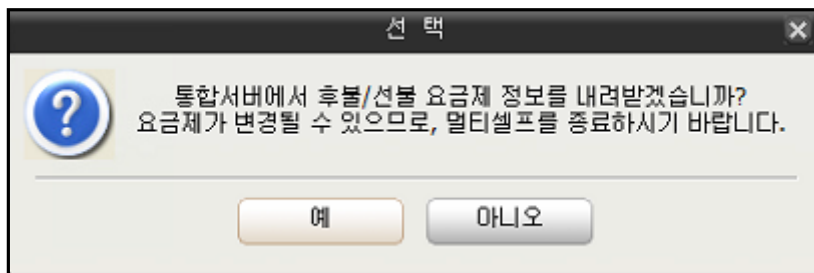 선 택
통합서버에서 후불/선불 요금제 정보를 내려받겠습니까?
요금제가 변경될 수 있으므로, 멀티셀프를 종료하시기 바랍니다.
예
아니오